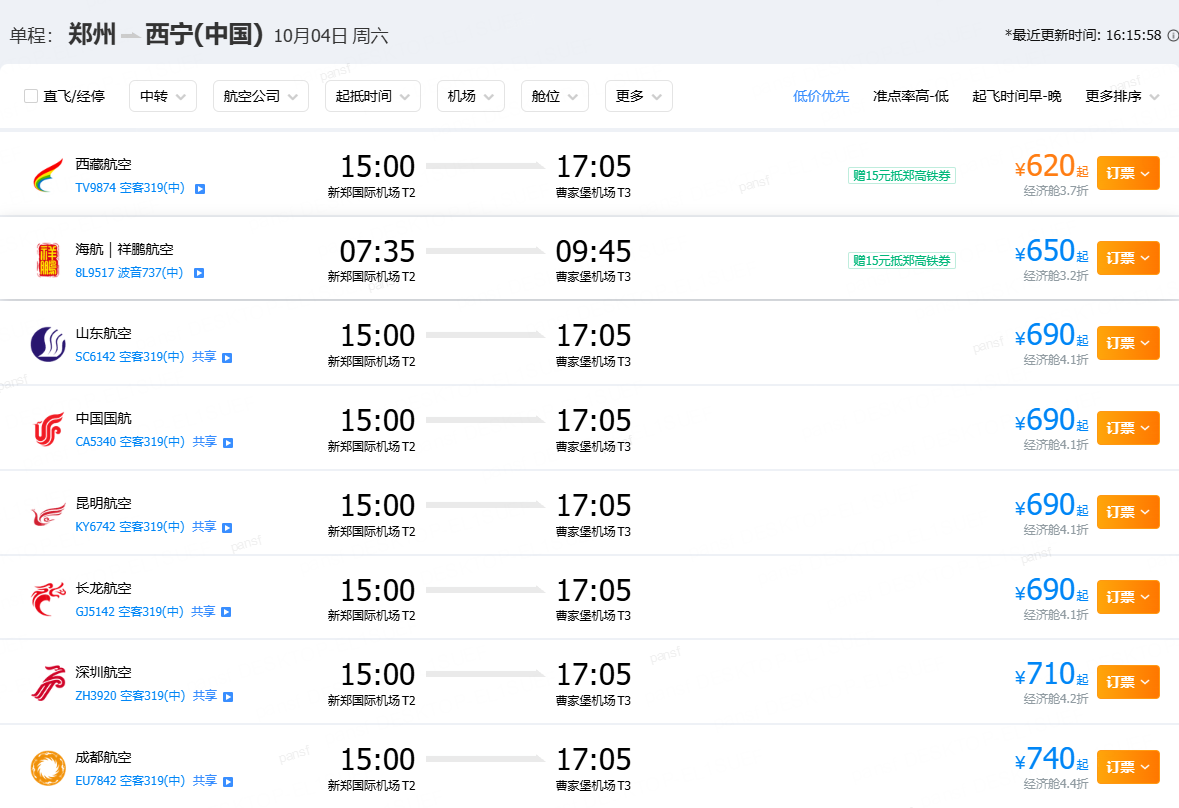 单程: 郑州 西宁(中国) 10月04日 周六
*最近更新时间: 16:15:58
直飞/经停 中转 航空公司 起抵时间 机场 舱位 更多 低价优先 准点率高-低 起飞时间早-晚 更多排序
西藏航空 15:00 17:05 ¥620起 订票
TV9874 空客319(中) 新郑国际机场T2 曹家堡机场T3 赠15元抵郑高铁券 经济舱3.7折
海航 | 祥鹏航空 07:35 09:45 ¥650起 订票
8L9517 波音737(中) 新郑国际机场T2 曹家堡机场T3 赠15元抵郑高铁券 经济舱3.2折
山东航空 15:00 17:05 ¥690起 订票
SC6142 空客319(中) 共享 新郑国际机场T2 曹家堡机场T3 经济舱4.1折
中国国航 15:00 17:05 ¥690起 订票
CA5340 空客319(中) 共享 新郑国际机场T2 曹家堡机场T3 经济舱4.1折
昆明航空 15:00 17:05 ¥690起 订票
KY6742 空客319(中) 共享 新郑国际机场T2 曹家堡机场T3 经济舱4.1折
长龙航空 15:00 17:05 ¥690起 订票
GJ5142 空客319(中) 共享 新郑国际机场T2 曹家堡机场T3 经济舱4.1折
深圳航空 15:00 17:05 ¥710起 订票
ZH3920 空客319(中) 共享 新郑国际机场T2 曹家堡机场T3 经济舱4.2折
成都航空 15:00 17:05 ¥740起 订票
EU7842 空客319(中) 共享 新郑国际机场T2 曹家堡机场T3 经济舱4.4折